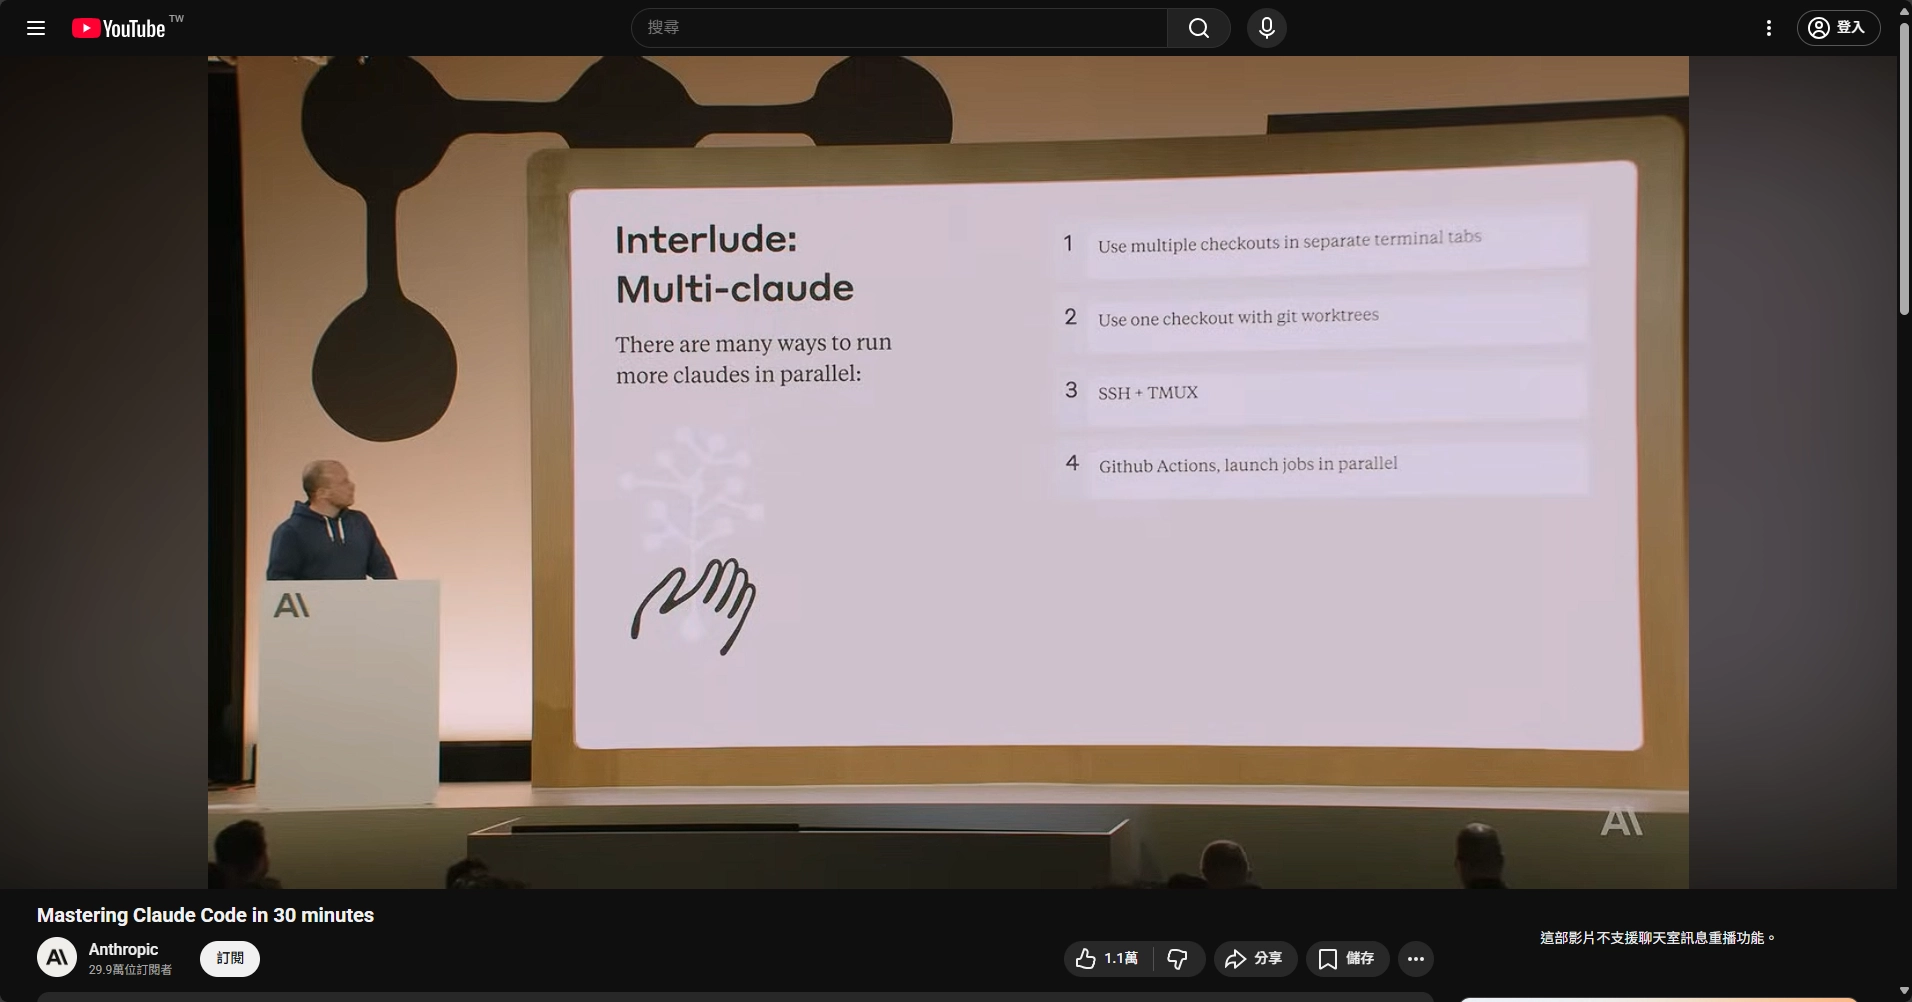 YouTube TW
搜尋
登入
Interlude:
Multi-claude
There are many ways to run
more claudes in parallel:
1 Use multiple checkouts in separate terminal tabs
2 Use one checkout with git worktrees
3 SSH + TMUX
4 Github Actions, launch jobs in parallel
A\
A\
Mastering Claude Code in 30 minutes
A\
Anthropic
29.9萬位訂閱者
訂閱
1.1萬
分享
儲存
這部影片不支援聊天室訊息重播功能。